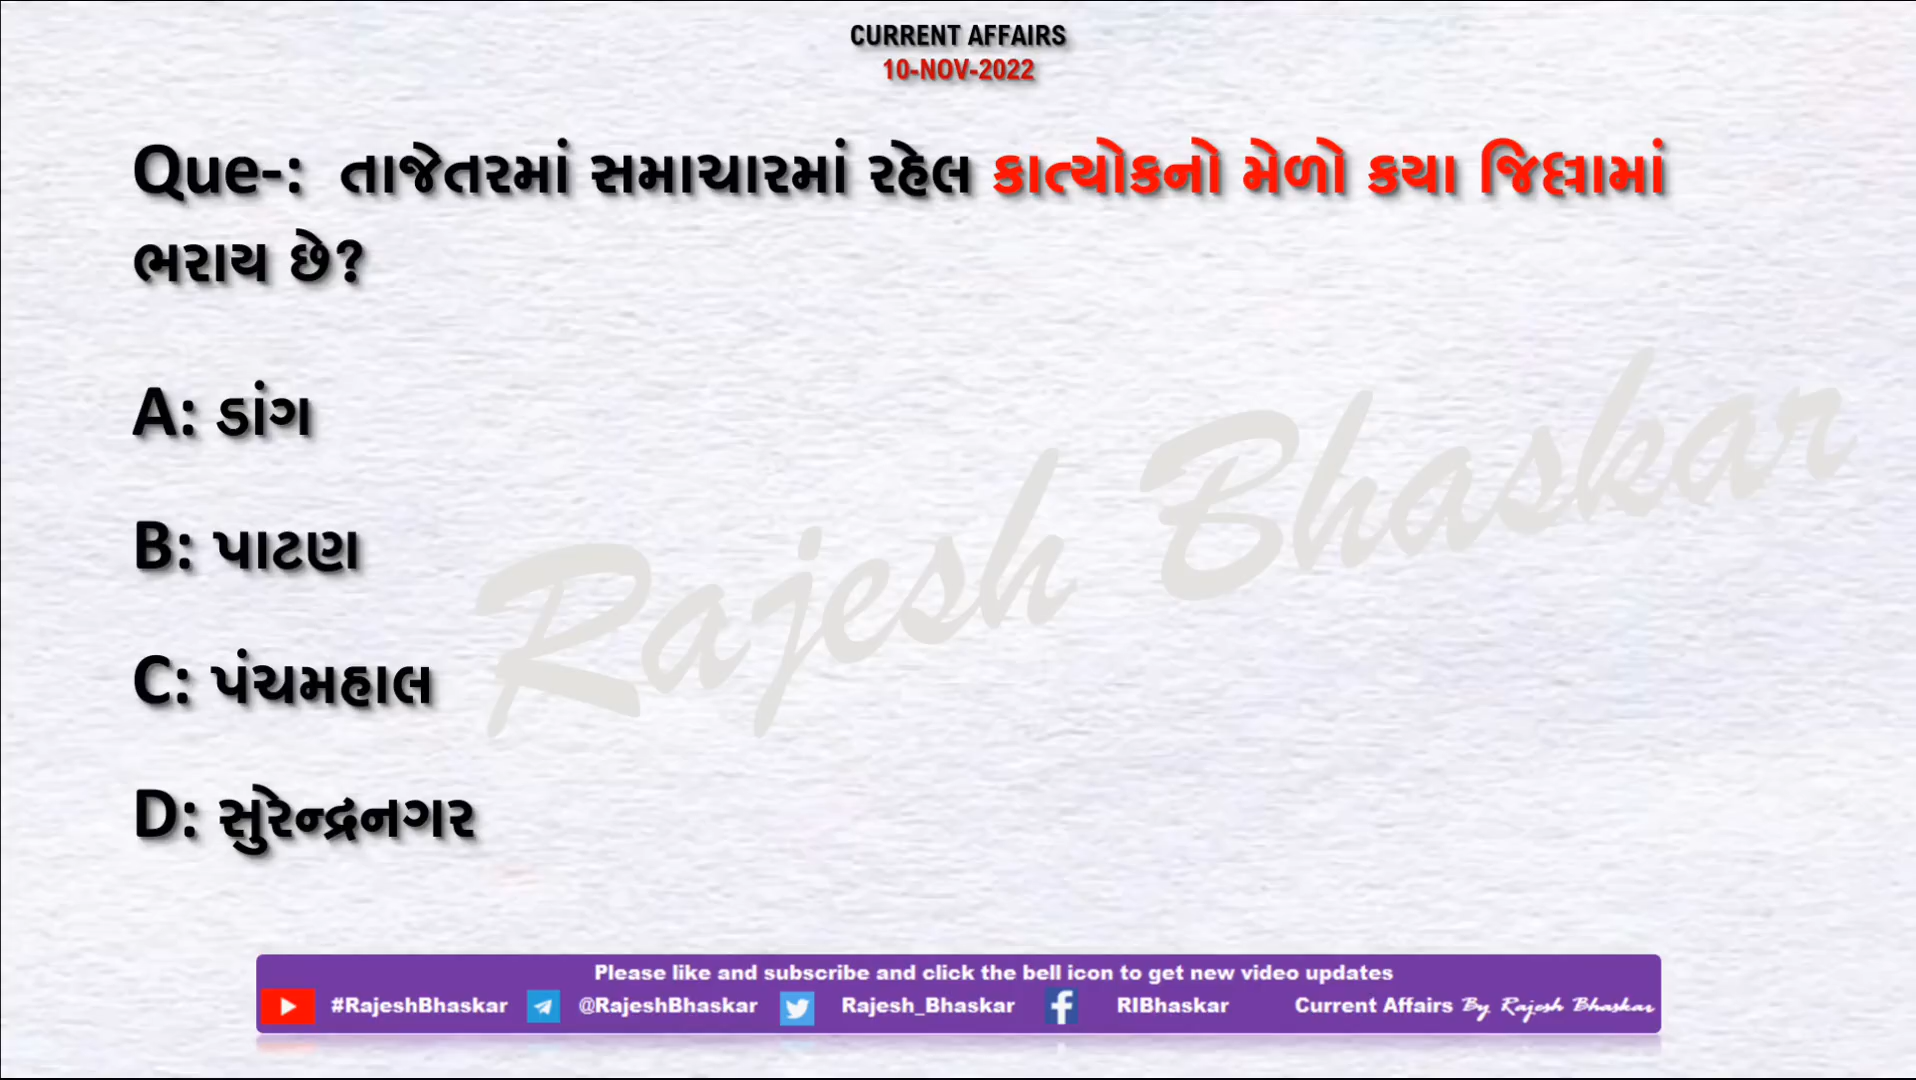 CURRENT AFFAIRS
10-NOV-2022
Que-: તાજેતરમાં સમાચારમાં રહેલ કાત્યોકનો મેળો કયા જિલ્લામાં
ભરાય છે?
A: ડાંગ
B: પાટણ
C: પંચમહાલ
D: સુરેન્દ્રનગર
Rajesh Bhaskar
Please like and subscribe and click the bell icon to get new video updates
#RajeshBhaskar @RajeshBhaskar Rajesh_Bhaskar RIBhaskar Current Affairs By Rajesh Bhaskar